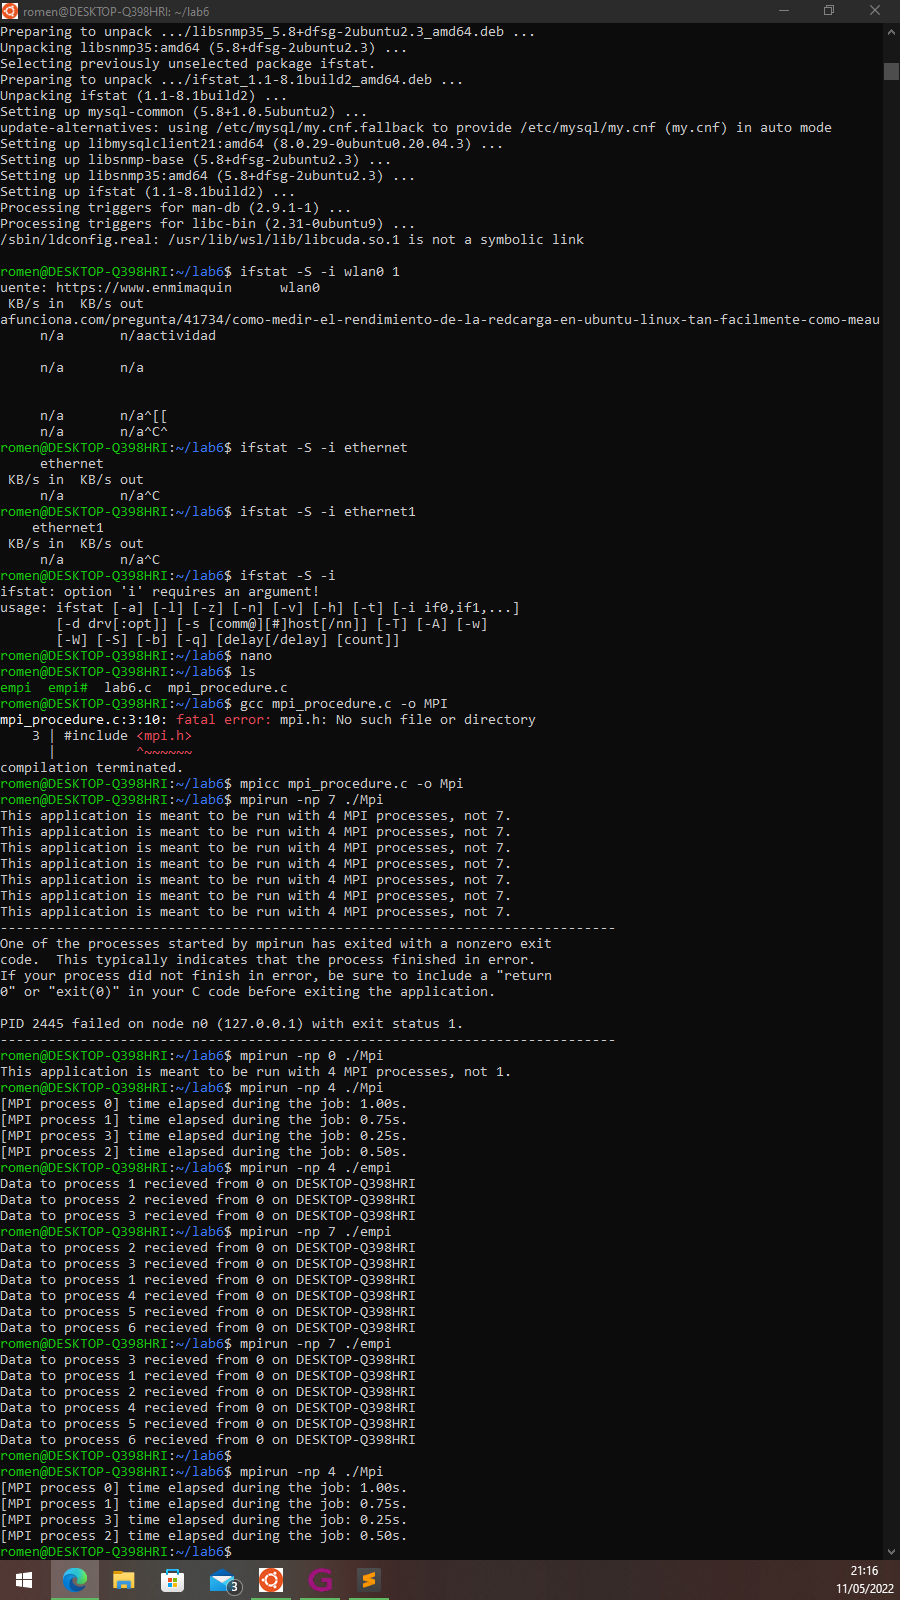 romen@DESKTOP-Q398HRI: ~/lab6
Preparing to unpack .../libsnmp35_5.8+dfsg-2ubuntu2.3_amd64.deb ...
Unpacking libsnmp35:amd64 (5.8+dfsg-2ubuntu2.3) ...
Selecting previously unselected package ifstat.
Preparing to unpack .../ifstat_1.1-8.1build2_amd64.deb ...
Unpacking ifstat (1.1-8.1build2) ...
Setting up mysql-common (5.8+1.0.5ubuntu2) ...
update-alternatives: using /etc/mysql/my.cnf.fallback to provide /etc/mysql/my.cnf (my.cnf) in auto mode
Setting up libmysqlclient21:amd64 (8.0.29-0ubuntu0.20.04.3) ...
Setting up libsnmp-base (5.8+dfsg-2ubuntu2.3) ...
Setting up libsnmp35:amd64 (5.8+dfsg-2ubuntu2.3) ...
Setting up ifstat (1.1-8.1build2) ...
Processing triggers for man-db (2.9.1-1) ...
Processing triggers for libc-bin (2.31-0ubuntu9) ...
/sbin/ldconfig.real: /usr/lib/wsl/lib/libcuda.so.1 is not a symbolic link
romen@DESKTOP-Q398HRI:~/lab6$ ifstat -S -i wlan0 1
uente: https://www.enmimaquin      wlan0
 KB/s in  KB/s out
afunciona.com/pregunta/41734/como-medir-el-rendimiento-de-la-redcarga-en-ubuntu-linux-tan-facilmente-como-meau
     n/a       n/aactividad
     n/a       n/a
     n/a       n/a^[[
     n/a       n/a^C^
romen@DESKTOP-Q398HRI:~/lab6$ ifstat -S -i ethernet
     ethernet
 KB/s in  KB/s out
     n/a       n/a^C
romen@DESKTOP-Q398HRI:~/lab6$ ifstat -S -i ethernet1
    ethernet1
 KB/s in  KB/s out
     n/a       n/a^C
romen@DESKTOP-Q398HRI:~/lab6$ ifstat -S -i
ifstat: option 'i' requires an argument!
usage: ifstat [-a] [-l] [-z] [-n] [-v] [-h] [-t] [-i if0,if1,...]
       [-d drv[:opt]] [-s [comm@][#]host[/nn]] [-T] [-A] [-w]
       [-W] [-S] [-b] [-q] [delay[/delay] [count]]
romen@DESKTOP-Q398HRI:~/lab6$ nano
romen@DESKTOP-Q398HRI:~/lab6$ ls
empi  empi#  lab6.c  mpi_procedure.c
romen@DESKTOP-Q398HRI:~/lab6$ gcc mpi_procedure.c -o MPI
mpi_procedure.c:3:10: fatal error: mpi.h: No such file or directory
    3 | #include <mpi.h>
      |          ^~~~~~~
compilation terminated.
romen@DESKTOP-Q398HRI:~/lab6$ mpicc mpi_procedure.c -o Mpi
romen@DESKTOP-Q398HRI:~/lab6$ mpirun -np 7 ./Mpi
This application is meant to be run with 4 MPI processes, not 7.
This application is meant to be run with 4 MPI processes, not 7.
This application is meant to be run with 4 MPI processes, not 7.
This application is meant to be run with 4 MPI processes, not 7.
This application is meant to be run with 4 MPI processes, not 7.
This application is meant to be run with 4 MPI processes, not 7.
This application is meant to be run with 4 MPI processes, not 7.
-----------------------------------------------------------------------------
One of the processes started by mpirun has exited with a nonzero exit
code.  This typically indicates that the process finished in error.
If your process did not finish in error, be sure to include a "return
0" or "exit(0)" in your C code before exiting the application.
PID 2445 failed on node n0 (127.0.0.1) with exit status 1.
-----------------------------------------------------------------------------
romen@DESKTOP-Q398HRI:~/lab6$ mpirun -np 0 ./Mpi
This application is meant to be run with 4 MPI processes, not 1.
romen@DESKTOP-Q398HRI:~/lab6$ mpirun -np 4 ./Mpi
[MPI process 0] time elapsed during the job: 1.00s.
[MPI process 1] time elapsed during the job: 0.75s.
[MPI process 3] time elapsed during the job: 0.25s.
[MPI process 2] time elapsed during the job: 0.50s.
romen@DESKTOP-Q398HRI:~/lab6$ mpirun -np 4 ./empi
Data to process 1 recieved from 0 on DESKTOP-Q398HRI
Data to process 2 recieved from 0 on DESKTOP-Q398HRI
Data to process 3 recieved from 0 on DESKTOP-Q398HRI
romen@DESKTOP-Q398HRI:~/lab6$ mpirun -np 7 ./empi
Data to process 2 recieved from 0 on DESKTOP-Q398HRI
Data to process 3 recieved from 0 on DESKTOP-Q398HRI
Data to process 1 recieved from 0 on DESKTOP-Q398HRI
Data to process 4 recieved from 0 on DESKTOP-Q398HRI
Data to process 5 recieved from 0 on DESKTOP-Q398HRI
Data to process 6 recieved from 0 on DESKTOP-Q398HRI
romen@DESKTOP-Q398HRI:~/lab6$ mpirun -np 7 ./empi
Data to process 3 recieved from 0 on DESKTOP-Q398HRI
Data to process 1 recieved from 0 on DESKTOP-Q398HRI
Data to process 2 recieved from 0 on DESKTOP-Q398HRI
Data to process 4 recieved from 0 on DESKTOP-Q398HRI
Data to process 5 recieved from 0 on DESKTOP-Q398HRI
Data to process 6 recieved from 0 on DESKTOP-Q398HRI
romen@DESKTOP-Q398HRI:~/lab6$
romen@DESKTOP-Q398HRI:~/lab6$ mpirun -np 4 ./Mpi
[MPI process 0] time elapsed during the job: 1.00s.
[MPI process 1] time elapsed during the job: 0.75s.
[MPI process 3] time elapsed during the job: 0.25s.
[MPI process 2] time elapsed during the job: 0.50s.
romen@DESKTOP-Q398HRI:~/lab6$
3
G
S
21:16
11/05/2022